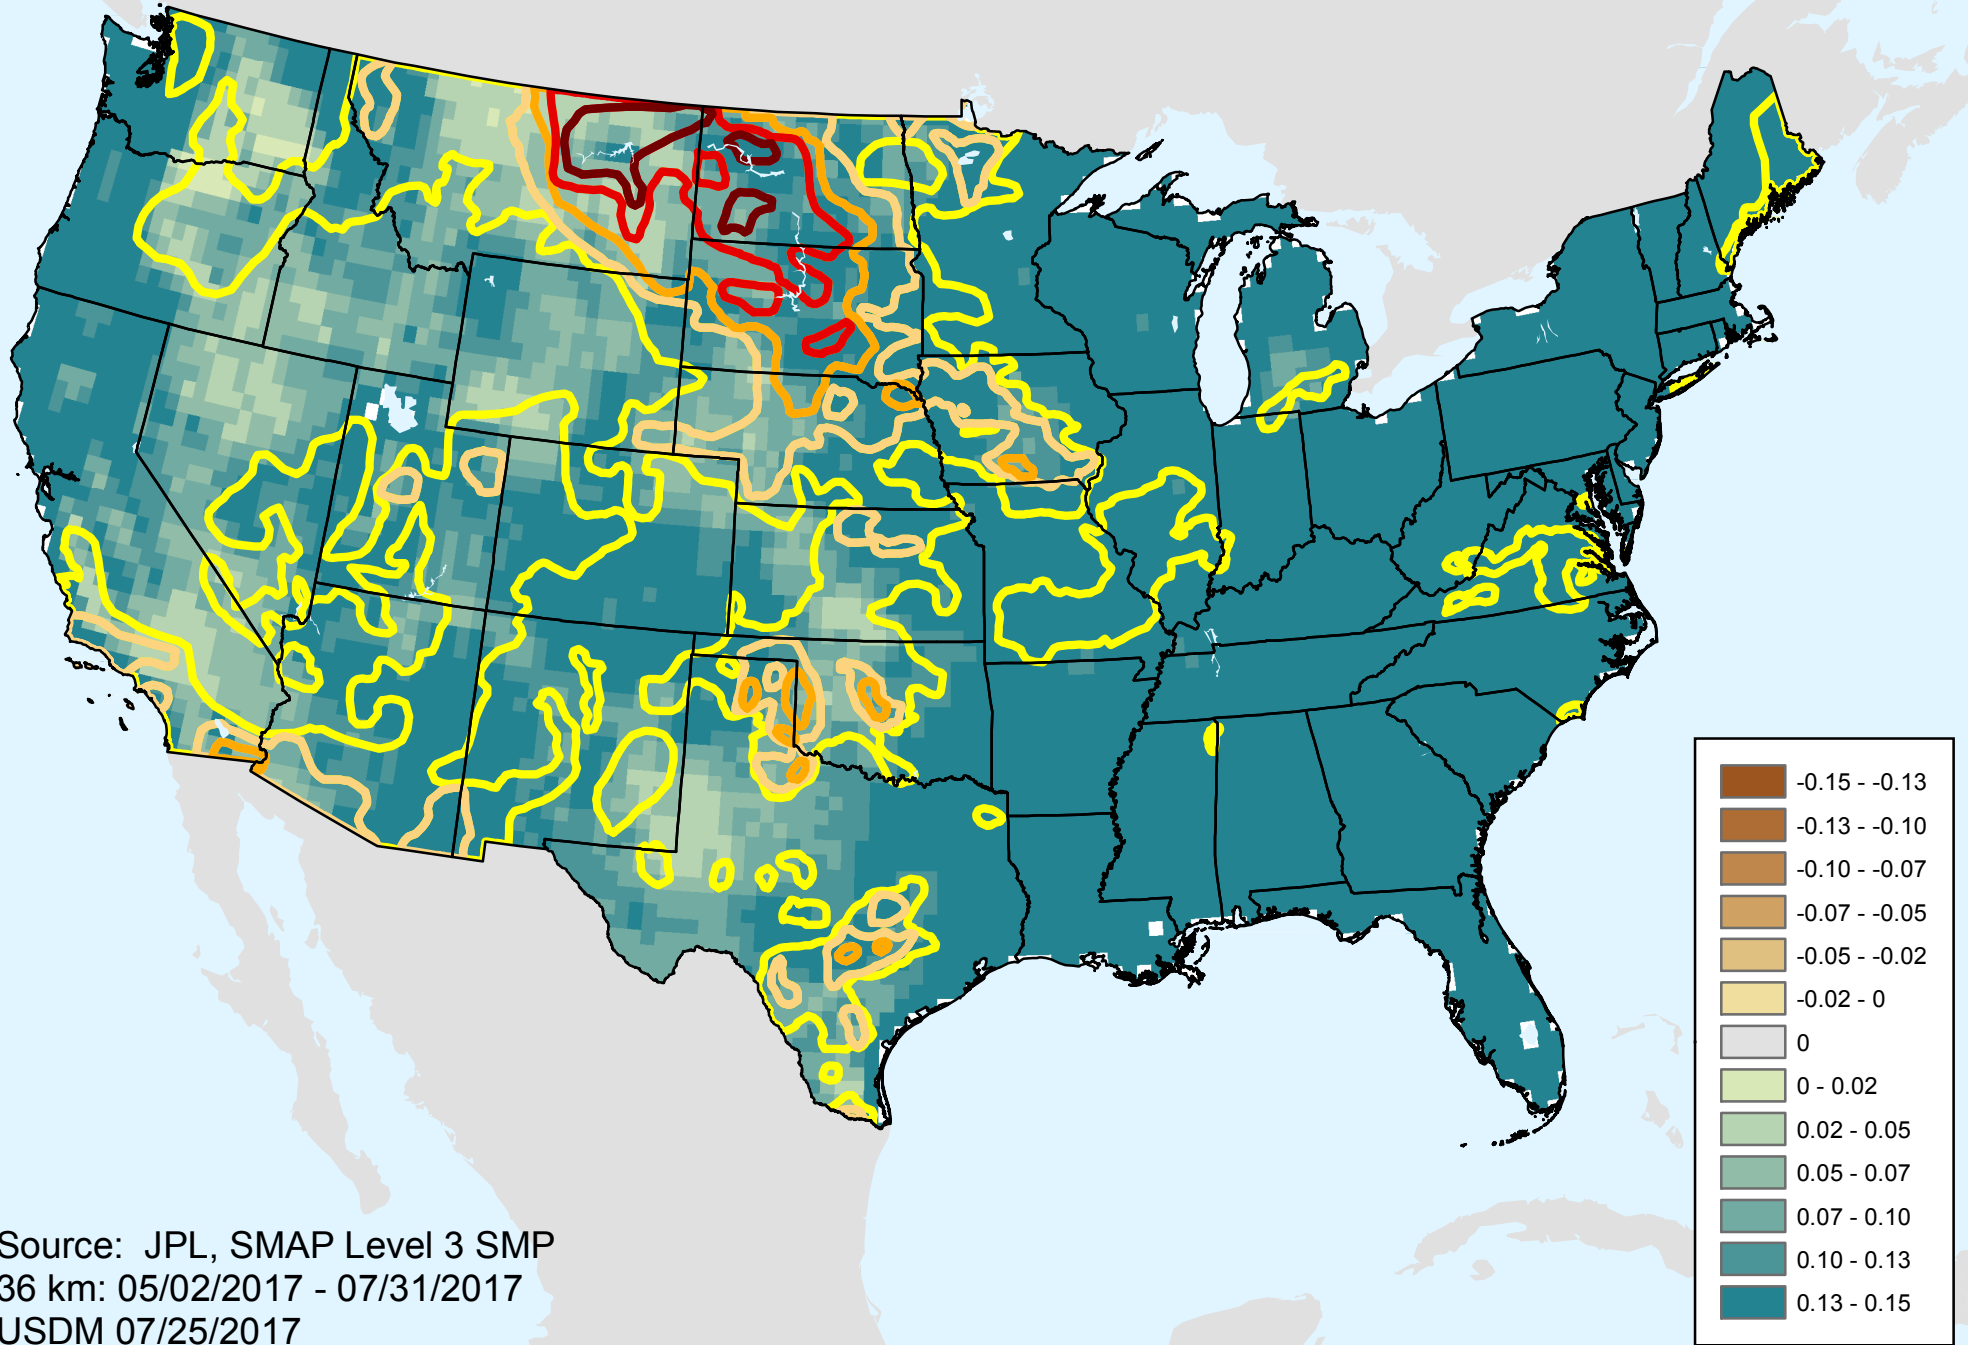 -0.15 - -0.13
-0.13 - -0.10
-0.10 - -0.07
-0.07 - -0.05
-0.05 - -0.02
-0.02 - 0
0
0 - 0.02
0.02 - 0.05
0.05 - 0.07
0.07 - 0.10
0.10 - 0.13
0.13 - 0.15
Source: JPL, SMAP Level 3 SMP
36 km: 05/02/2017 - 07/31/2017
USDM 07/25/2017